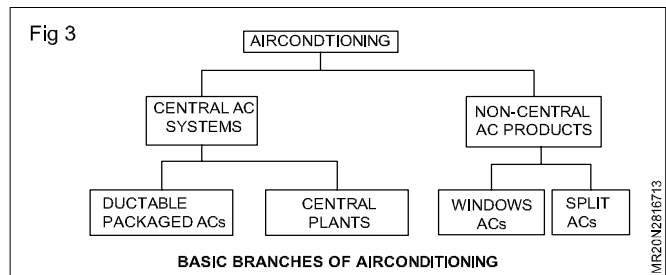 Fig 3
AIRCONDTIONING
CENTRAL AC
SYSTEMS
NON-CENTRAL
AC PRODUCTS
DUCTABLE
PACKAGED ACs
CENTRAL
PLANTS
WINDOWS
ACs
SPLIT
ACs
BASIC BRANCHES OF AIRCONDITIONING
MR20N2816713